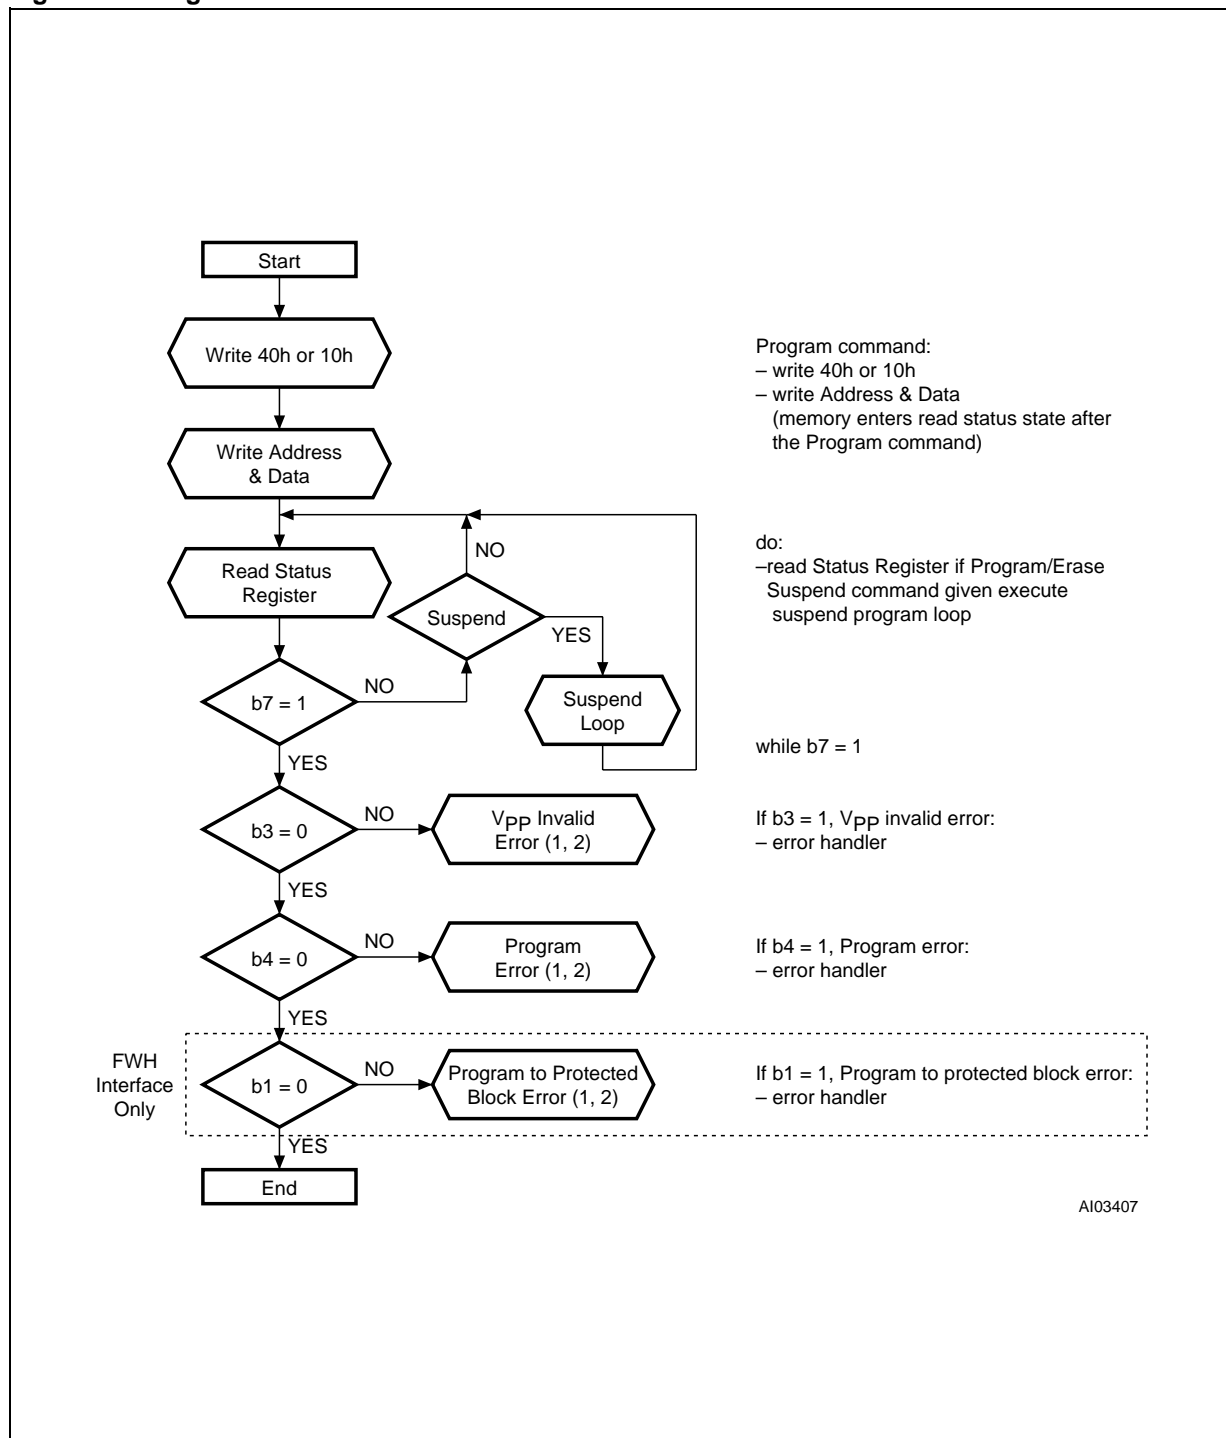 Start
Write 40h or 10h
Program command:
– write 40h or 10h
– write Address & Data
(memory enters read status state after
the Program command)
Write Address
& Data
NO
do:
–read Status Register if Program/Erase
Suspend command given execute
suspend program loop
Read Status
Register
Suspend
YES
b7 = 1
NO
Suspend
Loop
while b7 = 1
YES
b3 = 0
NO
VPP Invalid
Error (1, 2)
If b3 = 1, VPP invalid error:
– error handler
YES
b4 = 0
NO
Program
Error (1, 2)
If b4 = 1, Program error:
– error handler
YES
FWH
Interface
Only
b1 = 0
NO
Program to Protected
Block Error (1, 2)
If b1 = 1, Program to protected block error:
– error handler
YES
End
AI03407